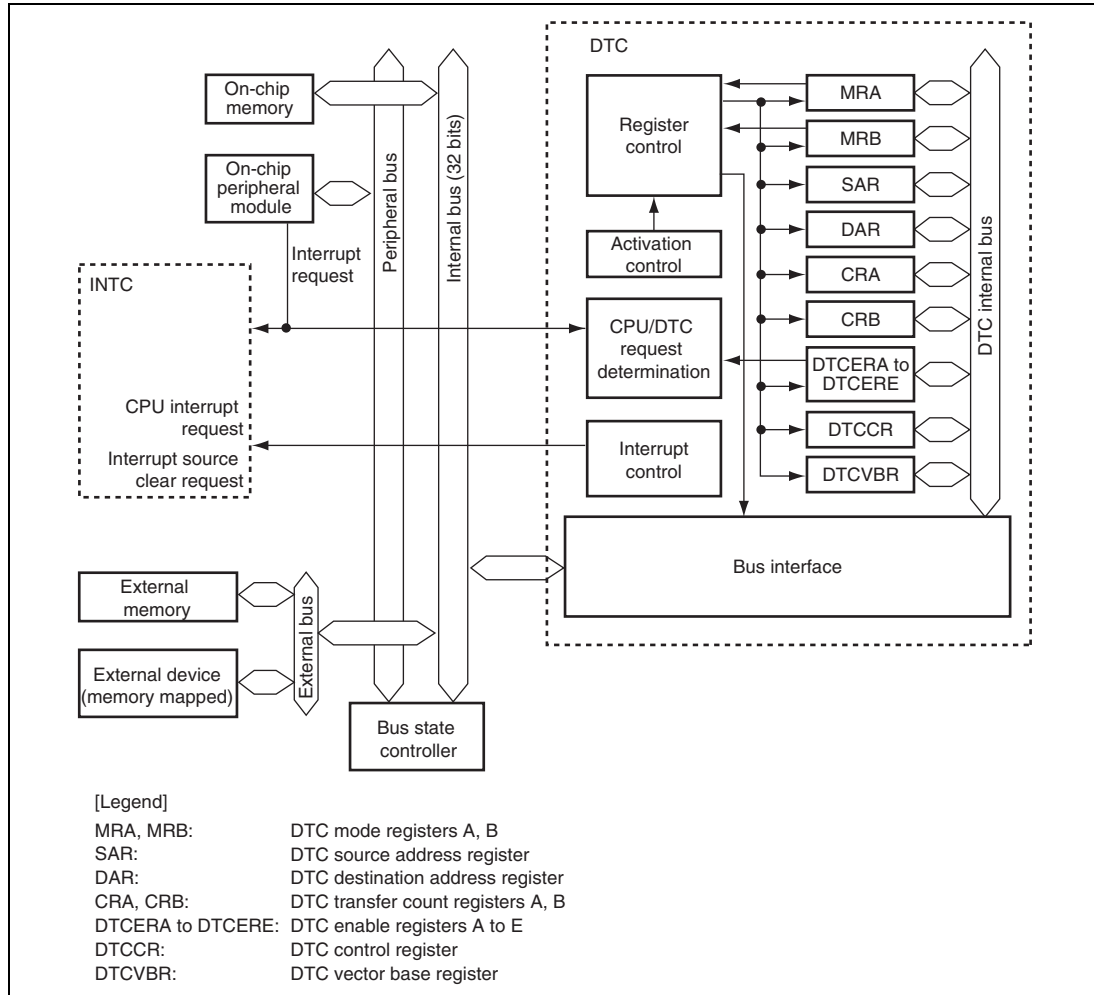 DTC
On-chip
memory
On-chip
peripheral
module
Peripheral bus
Internal bus (32 bits)
Interrupt
request
INTC
CPU interrupt
request
Interrupt source
clear request
Register
control
Activation
control
CPU/DTC
request
determination
Interrupt
control
MRA
MRB
SAR
DAR
CRA
CRB
DTCERA to
DTCERE
DTCCR
DTCVBR
DTC internal bus
Bus interface
External
memory
External device
(memory mapped)
External bus
Bus state
controller
[Legend]
MRA, MRB: DTC mode registers A, B
SAR: DTC source address register
DAR: DTC destination address register
CRA, CRB: DTC transfer count registers A, B
DTCERA to DTCERE: DTC enable registers A to E
DTCCR: DTC control register
DTCVBR: DTC vector base register